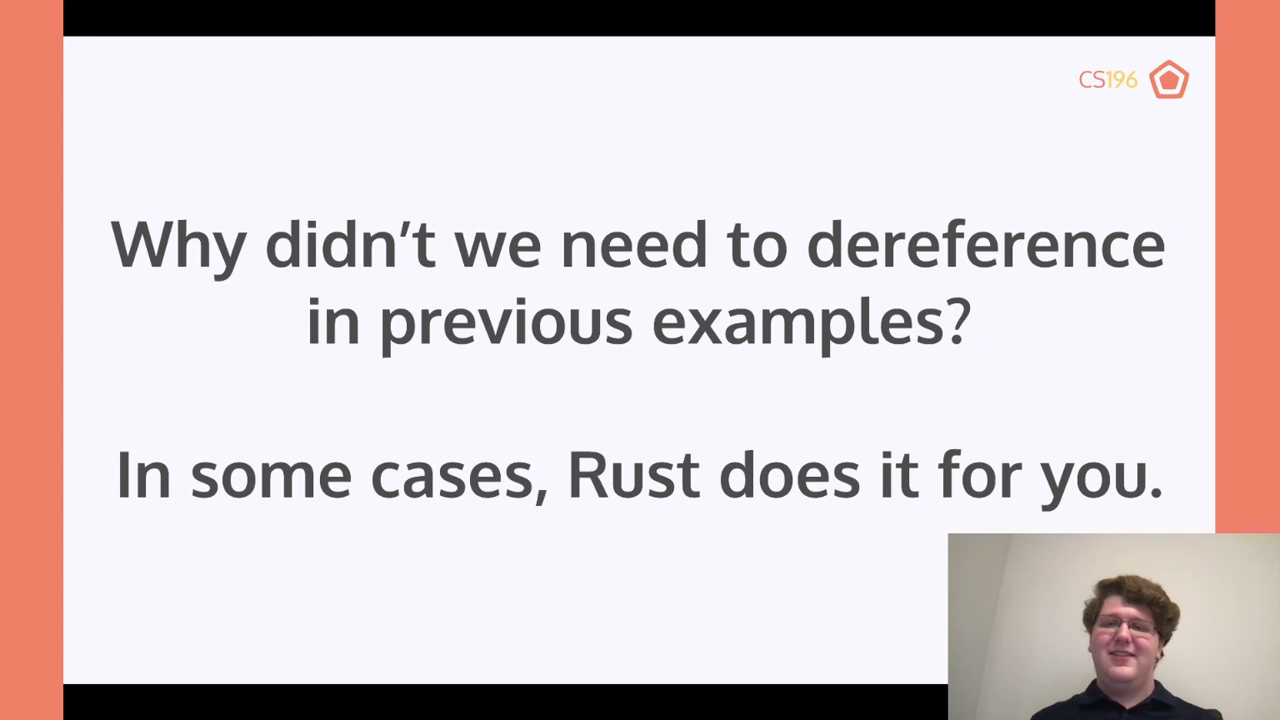 CS196
Why didn’t we need to dereference
in previous examples?
In some cases, Rust does it for you.